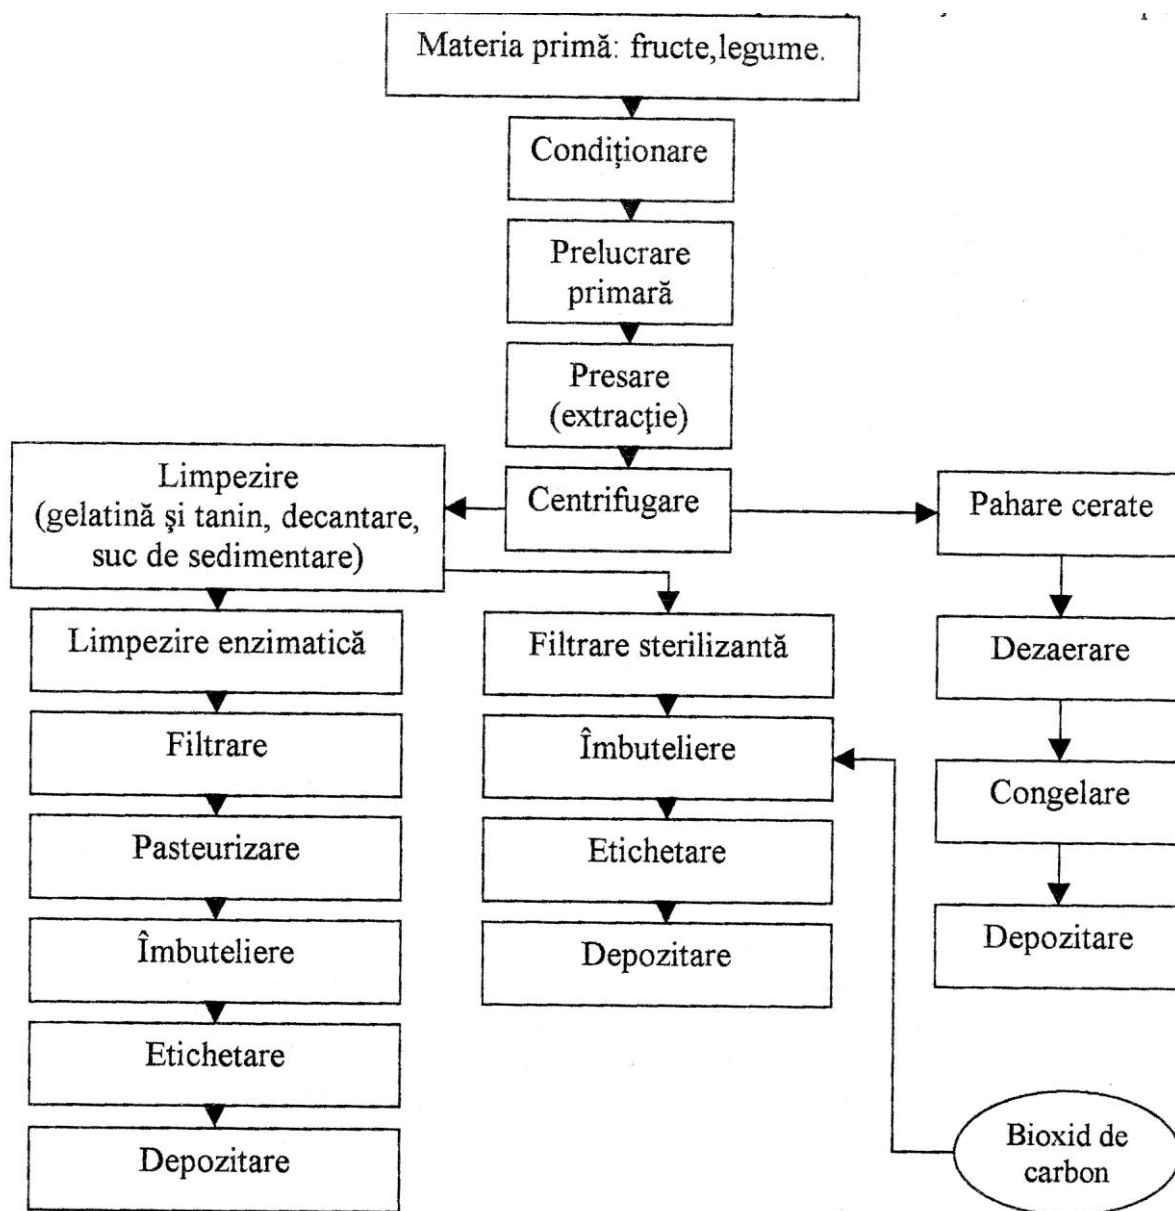 Materia primă: fructe,legume.
Condiționare
Prelucrare
primară
Presare
(extracție)
Centrifugare
Limpezire
(gelatină și tanin, decantare,
suc de sedimentare)
Pahare cerate
Limpezire enzimatică
Filtrare sterilizantă
Dezaerare
Filtrare
Îmbuteliere
Congelare
Pasteurizare
Etichetare
Depozitare
Îmbuteliere
Depozitare
Etichetare
Depozitare
Bioxid de
carbon